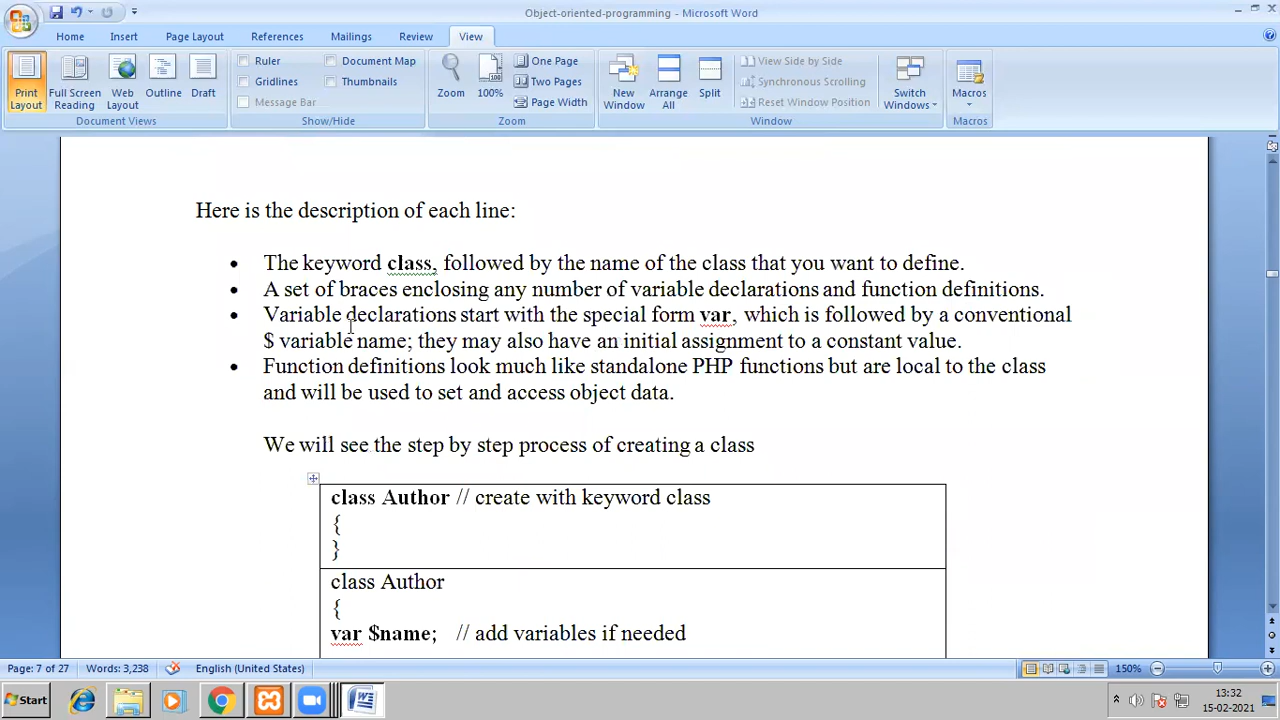 Object-oriented-programming - Microsoft Word
Home Insert Page Layout References Mailings Review View
Print Layout
Full Screen Reading
Web Layout
Outline
Draft
Document Views
Ruler
Gridlines
Message Bar
Document Map
Thumbnails
Show/Hide
Zoom
100%
One Page
Two Pages
Page Width
Zoom
New Window
Arrange All
Split
View Side by Side
Synchronous Scrolling
Reset Window Position
Switch Windows
Window
Macros
Macros
Here is the description of each line:
• The keyword class, followed by the name of the class that you want to define.
• A set of braces enclosing any number of variable declarations and function definitions.
• Variable declarations start with the special form var, which is followed by a conventional
$ variable name; they may also have an initial assignment to a constant value.
• Function definitions look much like standalone PHP functions but are local to the class
and will be used to set and access object data.
We will see the step by step process of creating a class
class Author // create with keyword class
{
}
class Author
{
var $name; // add variables if needed
Page: 7 of 27 Words: 3,238 English (United States) 150%
Start 13:32
15-02-2021